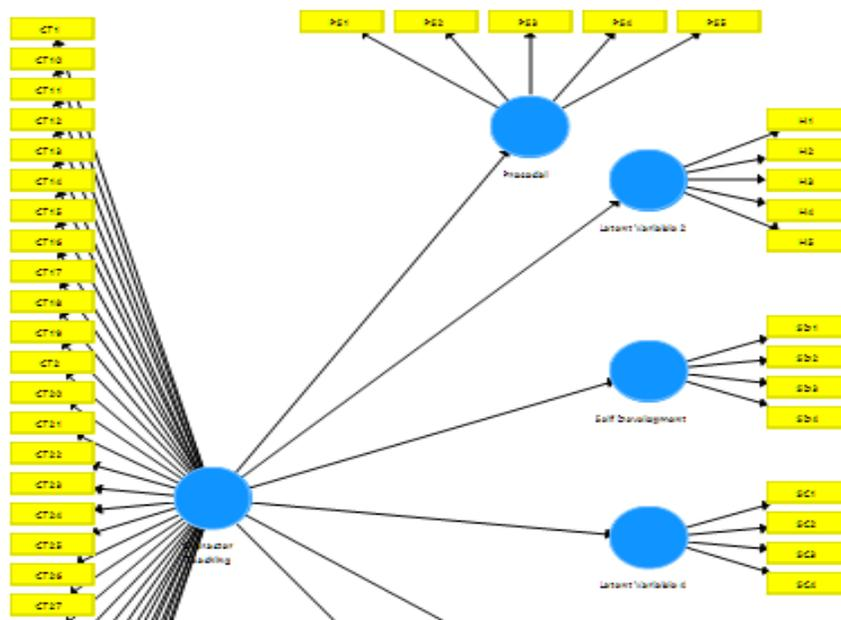 CT1
CT10
CT11
CT12
CT13
CT14
CT15
CT16
CT17
CT18
CT19
CT2
CT20
CT21
CT22
CT23
CT24
CT25
CT26
CT27
PS1
PS2
PS3
PS4
PS5
H1
H2
H3
H4
H5
Latent Variable 2
SD1
SD2
SD3
SD4
Self Development
SC1
SC2
SC3
SC4
Latent Variable 4